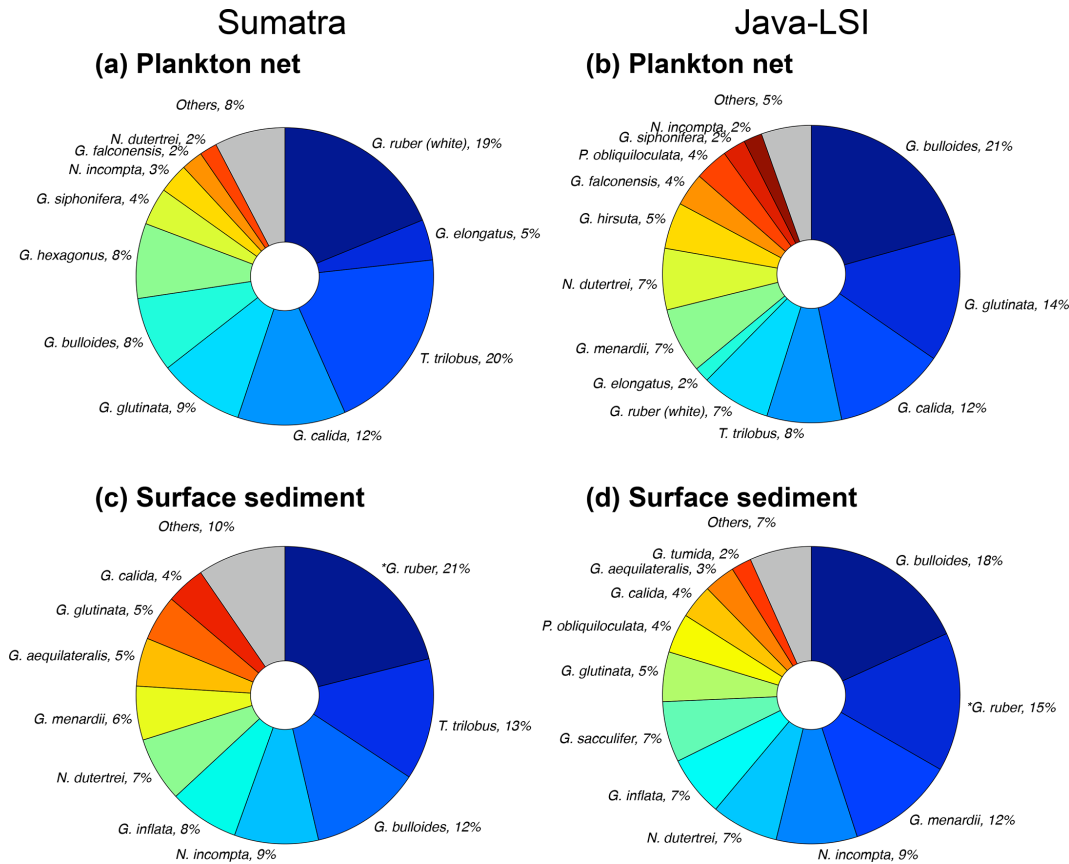 Sumatra
Java-LSI
(a) Plankton net
Others, 8%
N. dutertrei, 2%
G. falconensis, 2%
N. incompta, 3%
G. siphonifera, 4%
G. hexagonus, 8%
G. bulloides, 8%
G. glutinata, 9%
G. calida, 12%
T. trilobus, 20%
G. elongatus, 5%
G. ruber (white), 19%
(b) Plankton net
Others, 5%
N. incompta, 2%
G. siphonifera, 2%
P. obliquiloculata, 4%
G. falconensis, 4%
G. hirsuta, 5%
N. dutertrei, 7%
G. menardii, 7%
G. elongatus, 2%
G. ruber (white), 7%
T. trilobus, 8%
G. calida, 12%
G. glutinata, 14%
G. bulloides, 21%
(c) Surface sediment
Others, 10%
G. calida, 4%
G. glutinata, 5%
G. aequilateralis, 5%
G. menardii, 6%
N. dutertrei, 7%
G. inflata, 8%
N. incompta, 9%
G. bulloides, 12%
T. trilobus, 13%
*G. ruber, 21%
(d) Surface sediment
Others, 7%
G. tumida, 2%
G. aequilateralis, 3%
G. calida, 4%
P. obliquiloculata, 4%
G. glutinata, 5%
G. sacculifer, 7%
G. inflata, 7%
N. dutertrei, 7%
N. incompta, 9%
G. menardii, 12%
*G. ruber, 15%
G. bulloides, 18%